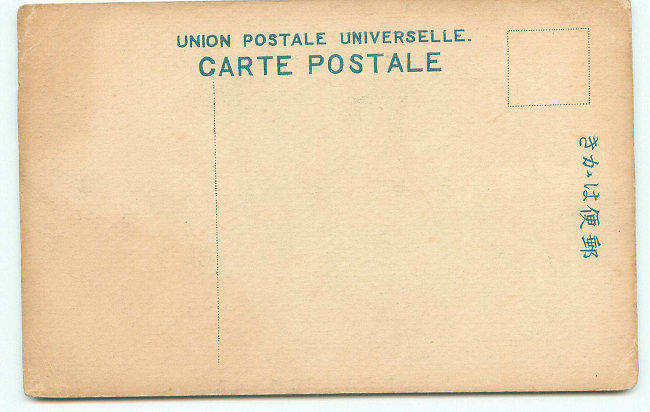 UNION POSTALE UNIVERSELLE.
CARTE POSTALE
郵便はかき